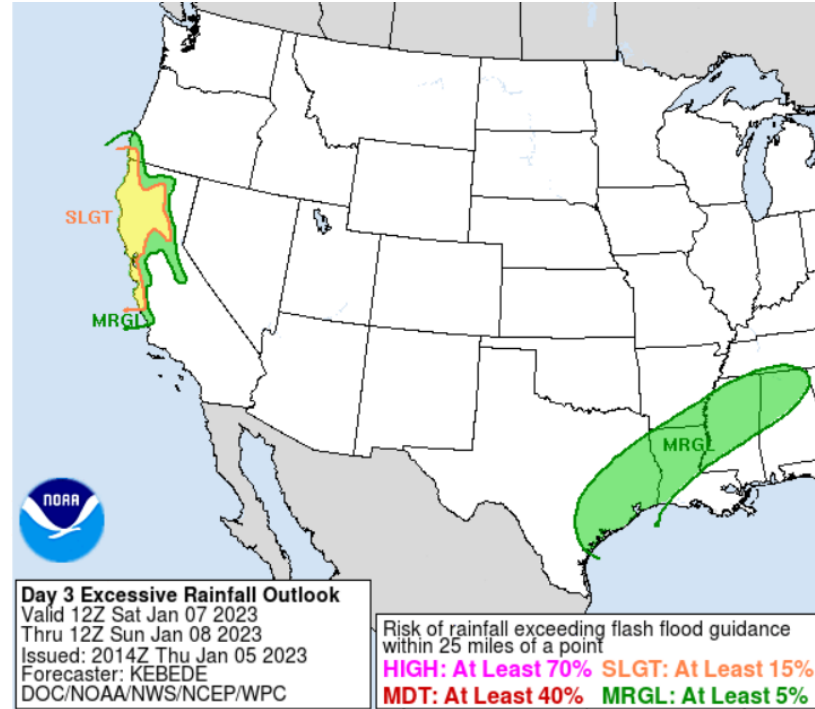 SLGT
MRGL
MRGL
NOAA
Day 3 Excessive Rainfall Outlook
Valid 12Z Sat Jan 07 2023
Thru 12Z Sun Jan 08 2023
Issued: 2014Z Thu Jan 05 2023
Forecaster: KEBEDE
DOC/NOAA/NWS/NCEP/WPC
Risk of rainfall exceeding flash flood guidance
within 25 miles of a point
HIGH: At Least 70% SLGT: At Least 15%
MDT: At Least 40% MRGL: At Least 5%